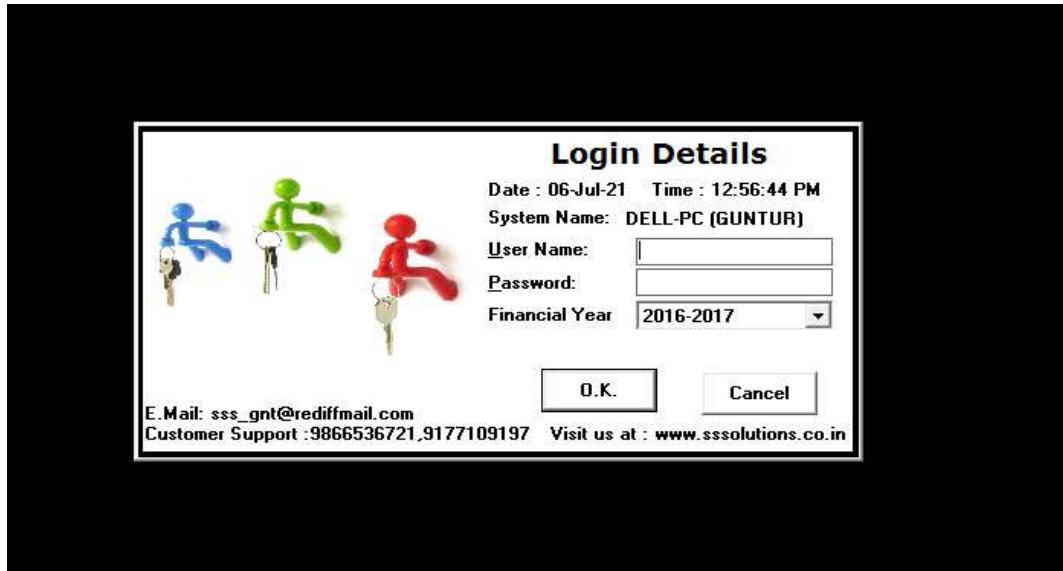 Login Details
Date : 06-Jul-21 Time : 12:56:44 PM
System Name: DELL-PC (GUNTUR)
User Name:
Password:
Financial Year 2016-2017
O.K. Cancel
E.Mail: sss_gnt@rediffmail.com
Customer Support :9866536721,9177109197 Visit us at : www.sssolutions.co.in